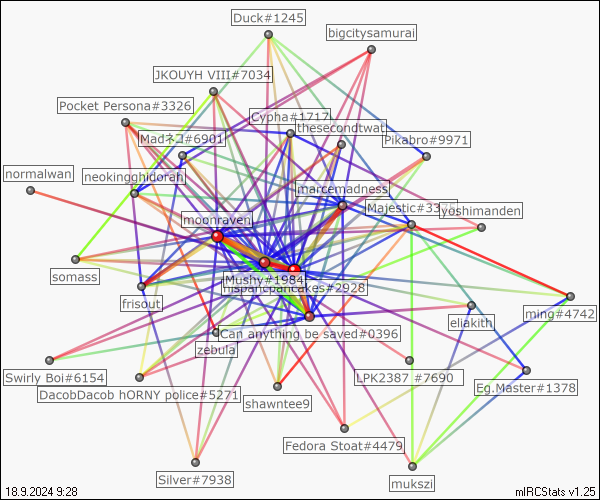 Duck#1245
bigcitysamurai
JKOUYH VIII#7034
Pocket Persona#3326
Cypha#1717
thesecondtwat
Madネコ#6901
Pikabro#9971
normalwan
neokingghidorah
marcemadness
moonraven
Majestic#33
yoshimanden
somass
Mushy#1984
hispanicpancakes#2928
frisout
ming#4742
eliakith
Can anything be saved#0396
zebula
Swirly Boi#6154
LPK2387 #7690
Eg.Master#1378
DacobDacob hORNY police#5271
shawntee9
Fedora Stoat#4479
Silver#7938
mukszi
18.9.2024 9:28
mIRCStats v1.25